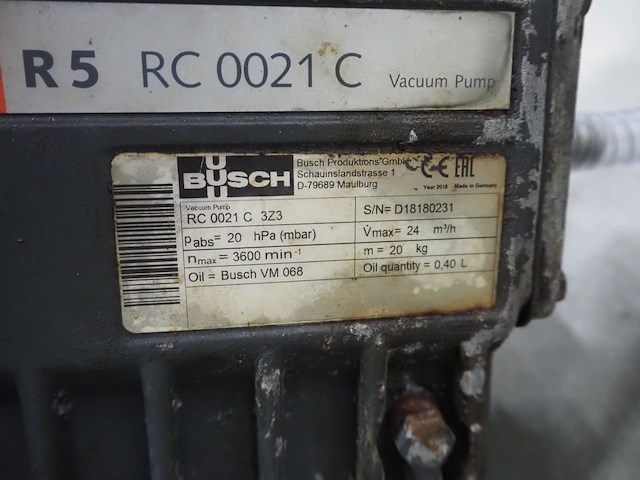 R 5 RC 0021 C Vacuum Pump
BUSCH
Busch Produktions GmbH
Schauinslandstrasse 1
D-79689 Maulburg
CE EAC
Year 2018 Made in Germany
Vacuum Pump
RC 0021 C 3Z3
S/N= D18180231
Pabs= 20 hPa (mbar)
V̇max= 24 m³/h
nmax= 3600 min⁻¹
m = 20 kg
Oil = Busch VM 068
Oil quantity = 0,40 L